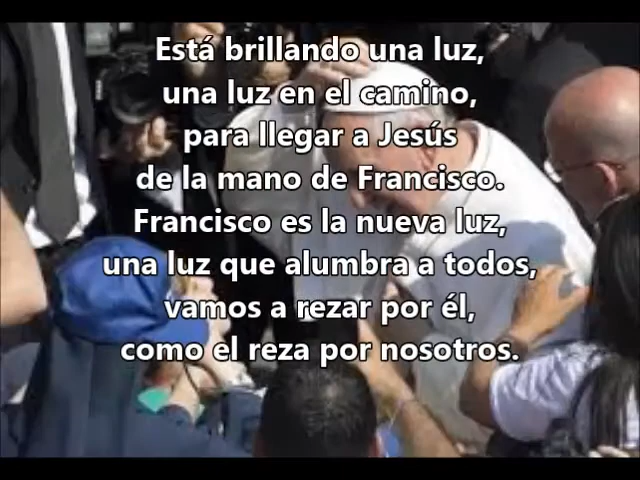 Está brillando una luz,
una luz en el camino,
para llegar a Jesús
de la mano de Francisco.
Francisco es la nueva luz,
una luz que alumbra a todos,
vamos a rezar por él,
como el reza por nosotros.